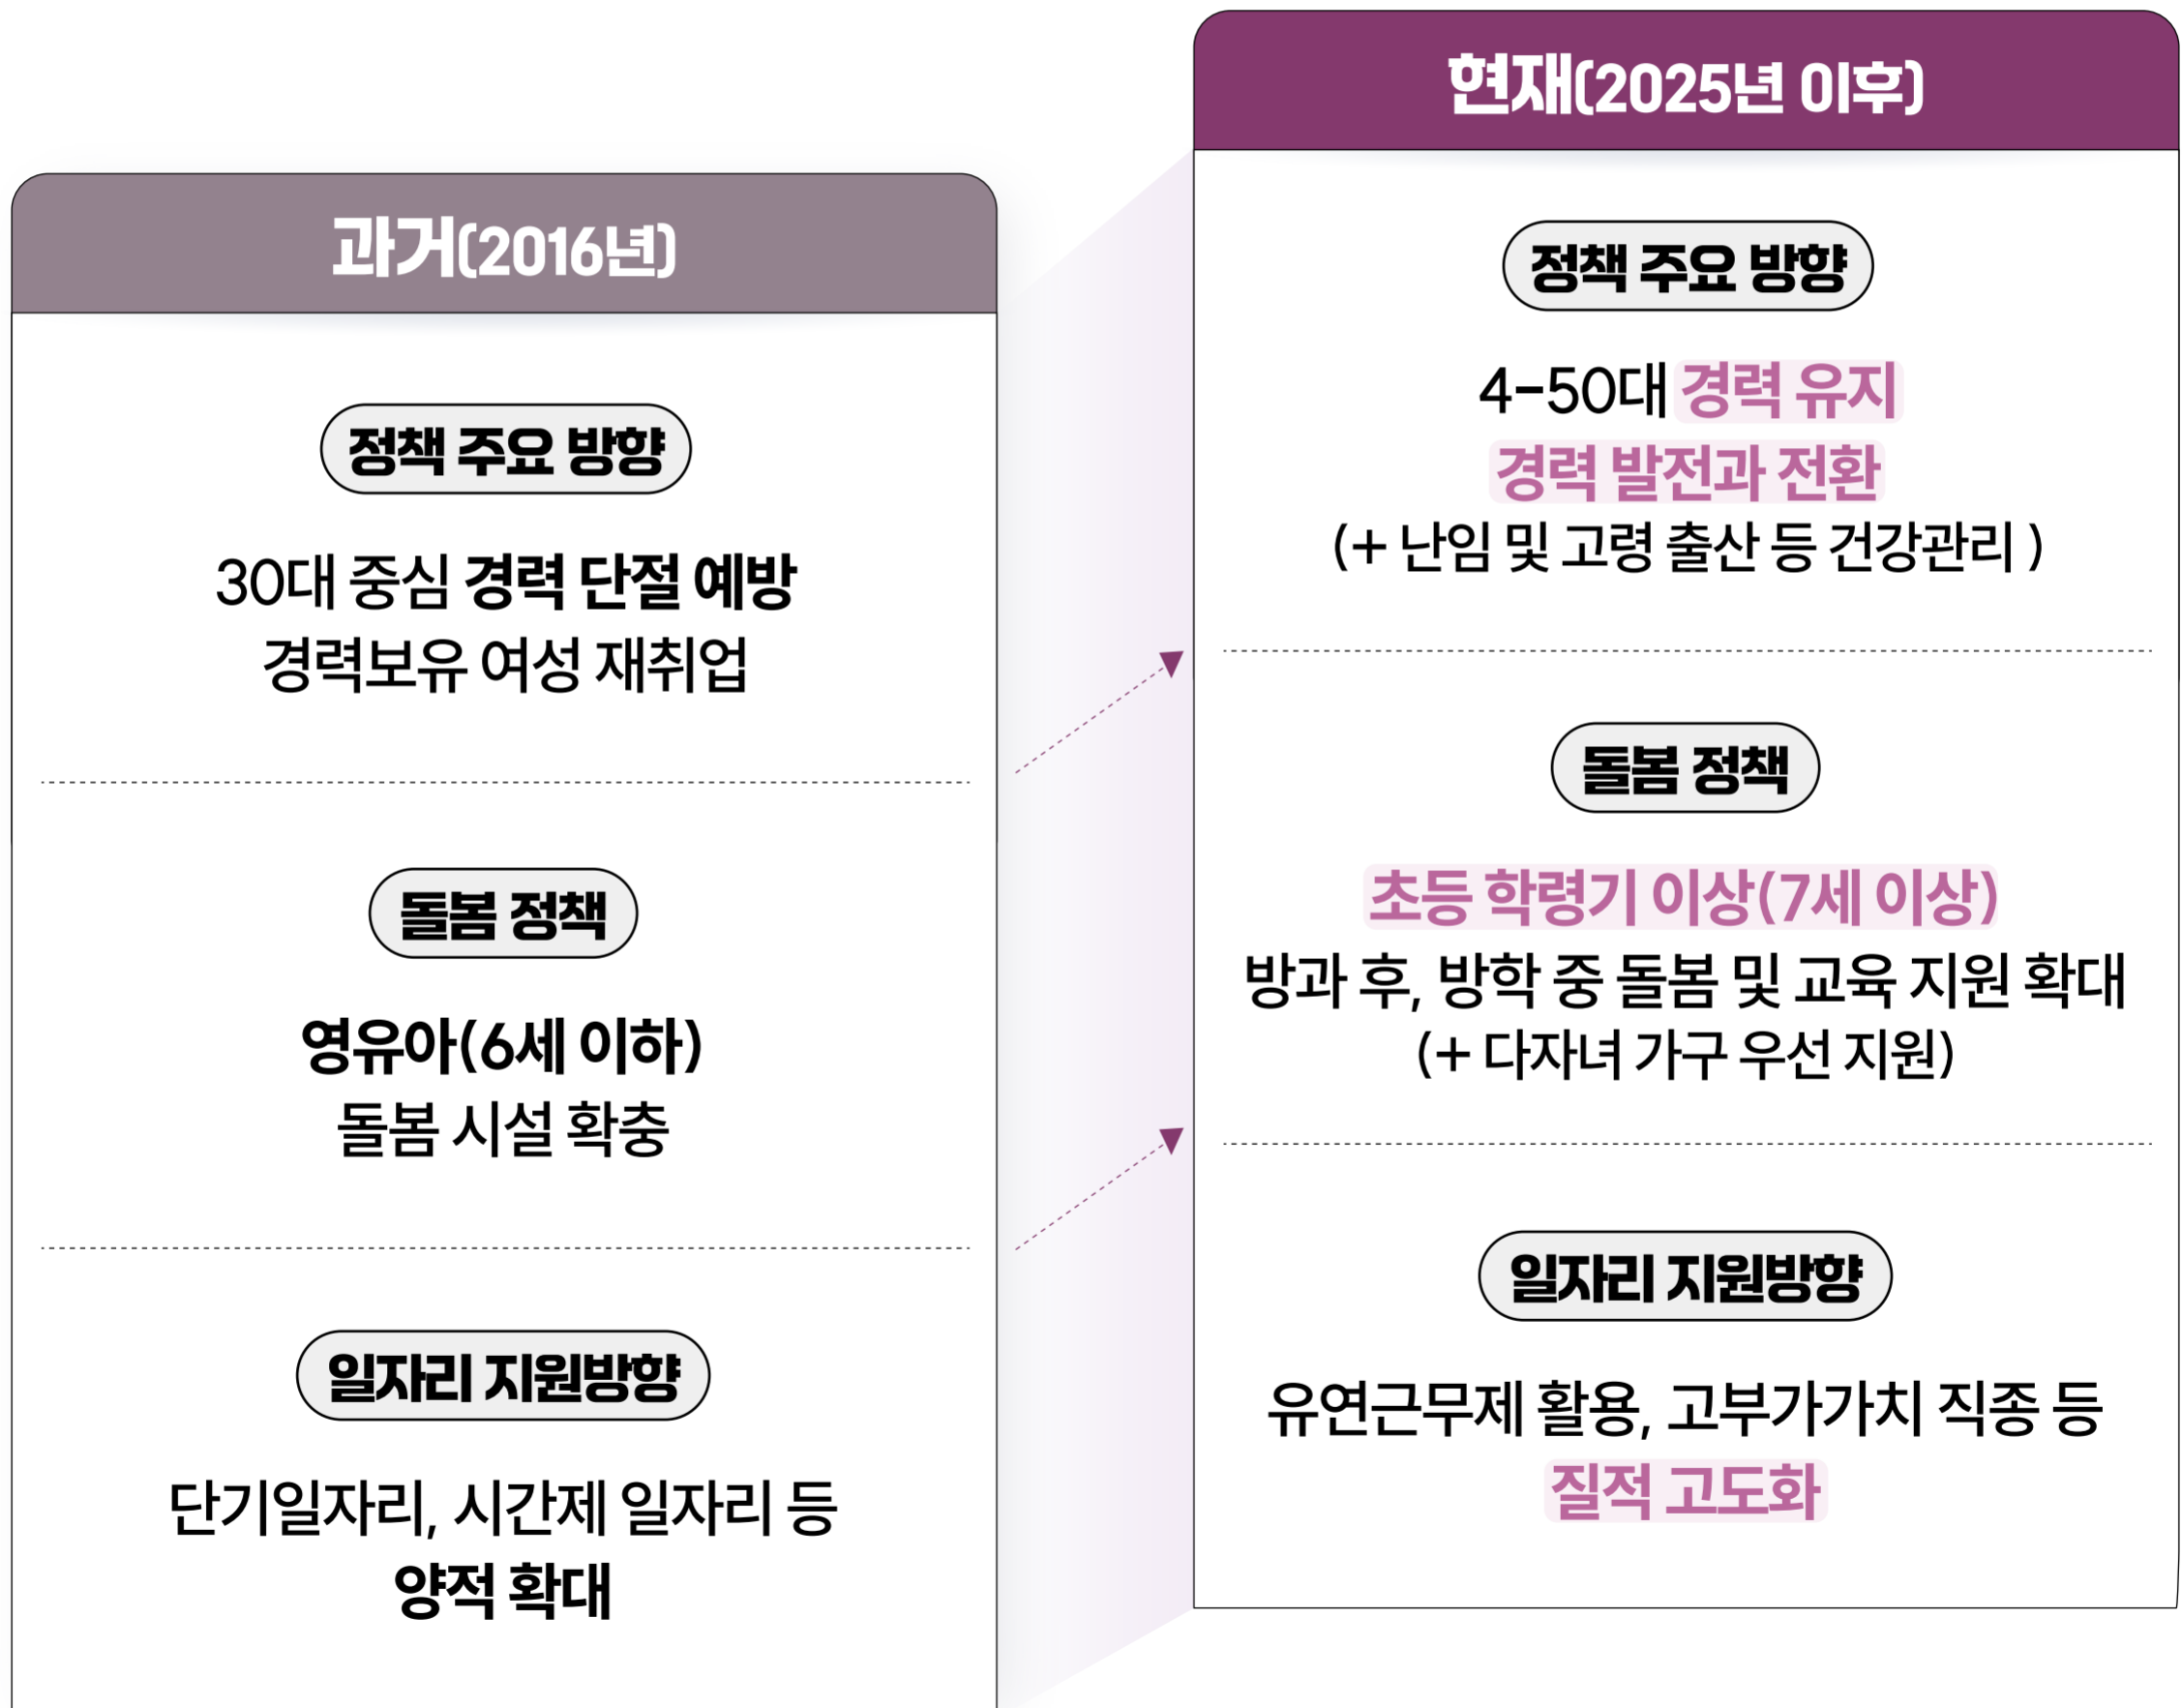 과거(2016년)
정책 주요 방향
30대 중심 경력 단절 예방
경력보유 여성 재취업
돌봄 정책
영유아(6세 이하)
돌봄 시설 확충
일자리 지원방향
단기일자리, 시간제 일자리 등
양적 확대
현재(2025년 이후)
정책 주요 방향
4-50대 경력 유지
경력 발전과 전환
(+ 난임 및 고령 출산 등 건강관리 )
돌봄 정책
초등 학령기 이상(7세 이상)
방과 후, 방학 중 돌봄 및 교육 지원 확대
(+ 다자녀 가구 우선 지원)
일자리 지원방향
유연근무제 활용, 고부가가치 직종 등
질적 고도화